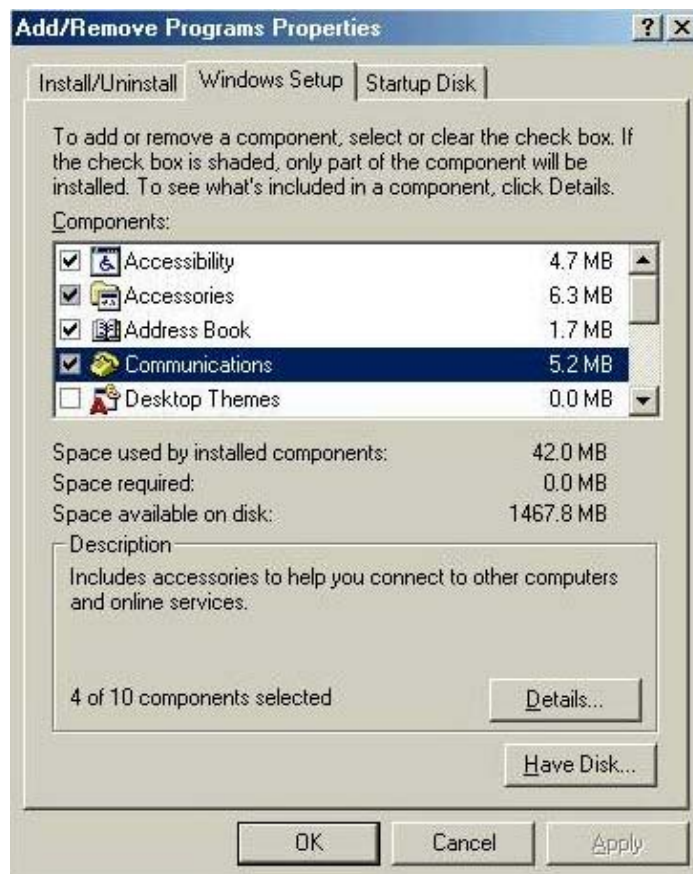 Add/Remove Programs Properties
Install/Uninstall Windows Setup Startup Disk
To add or remove a component, select or clear the check box. If
the check box is shaded, only part of the component will be
installed. To see what's included in a component, click Details.
Components:
Accessibility 4.7 MB
Accessories 6.3 MB
Address Book 1.7 MB
Communications 5.2 MB
Desktop Themes 0.0 MB
Space used by installed components: 42.0 MB
Space required: 0.0 MB
Space available on disk: 1467.8 MB
Description
Includes accessories to help you connect to other computers
and online services.
4 of 10 components selected
Details...
Have Disk...
OK Cancel Apply